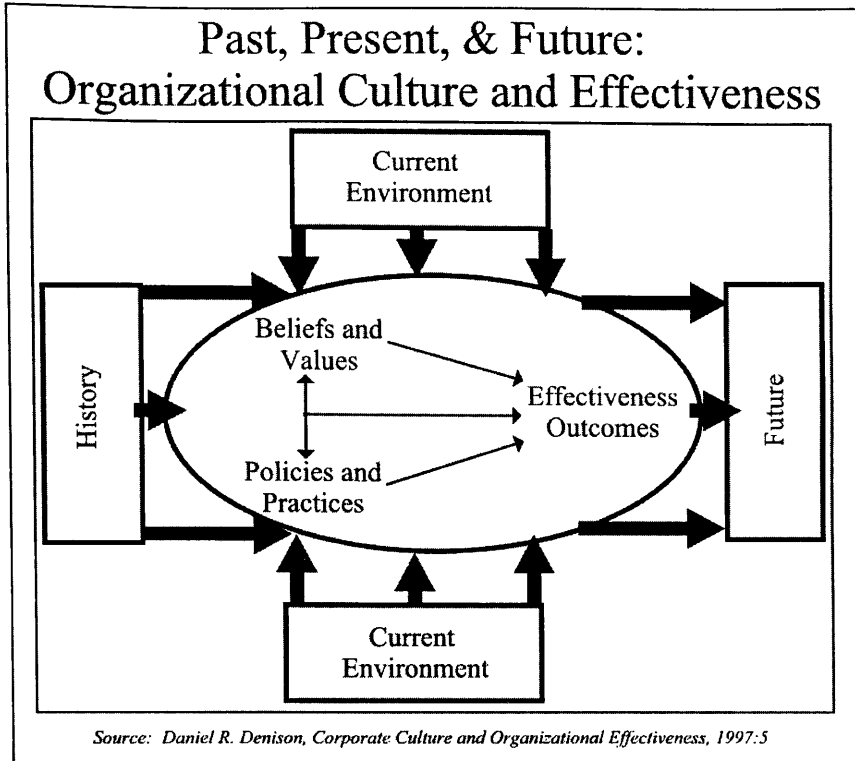 Past, Present, & Future:
Organizational Culture and Effectiveness
Current
Environment
History
Beliefs and
Values
Effectiveness
Outcomes
Policies and
Practices
Future
Current
Environment
Source: Daniel R. Denison, Corporate Culture and Organizational Effectiveness, 1997:5